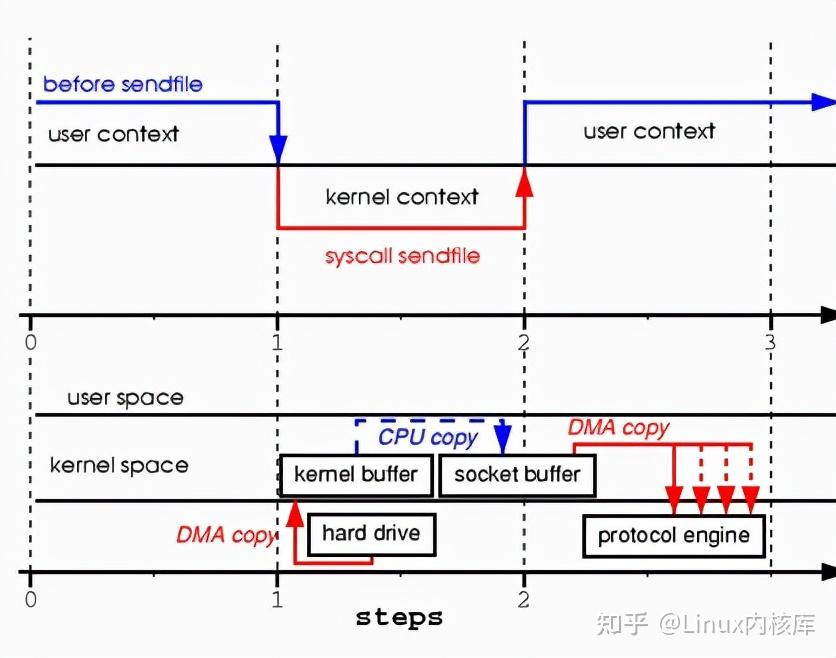 before sendfile
user context
user context
kernel context
syscall sendfile
0
1
2
3
user space
CPU copy
DMA copy
kernel space
kernel buffer
socket buffer
DMA copy
hard drive
protocol engine
0
1
2
steps
知乎 @Linux内核库